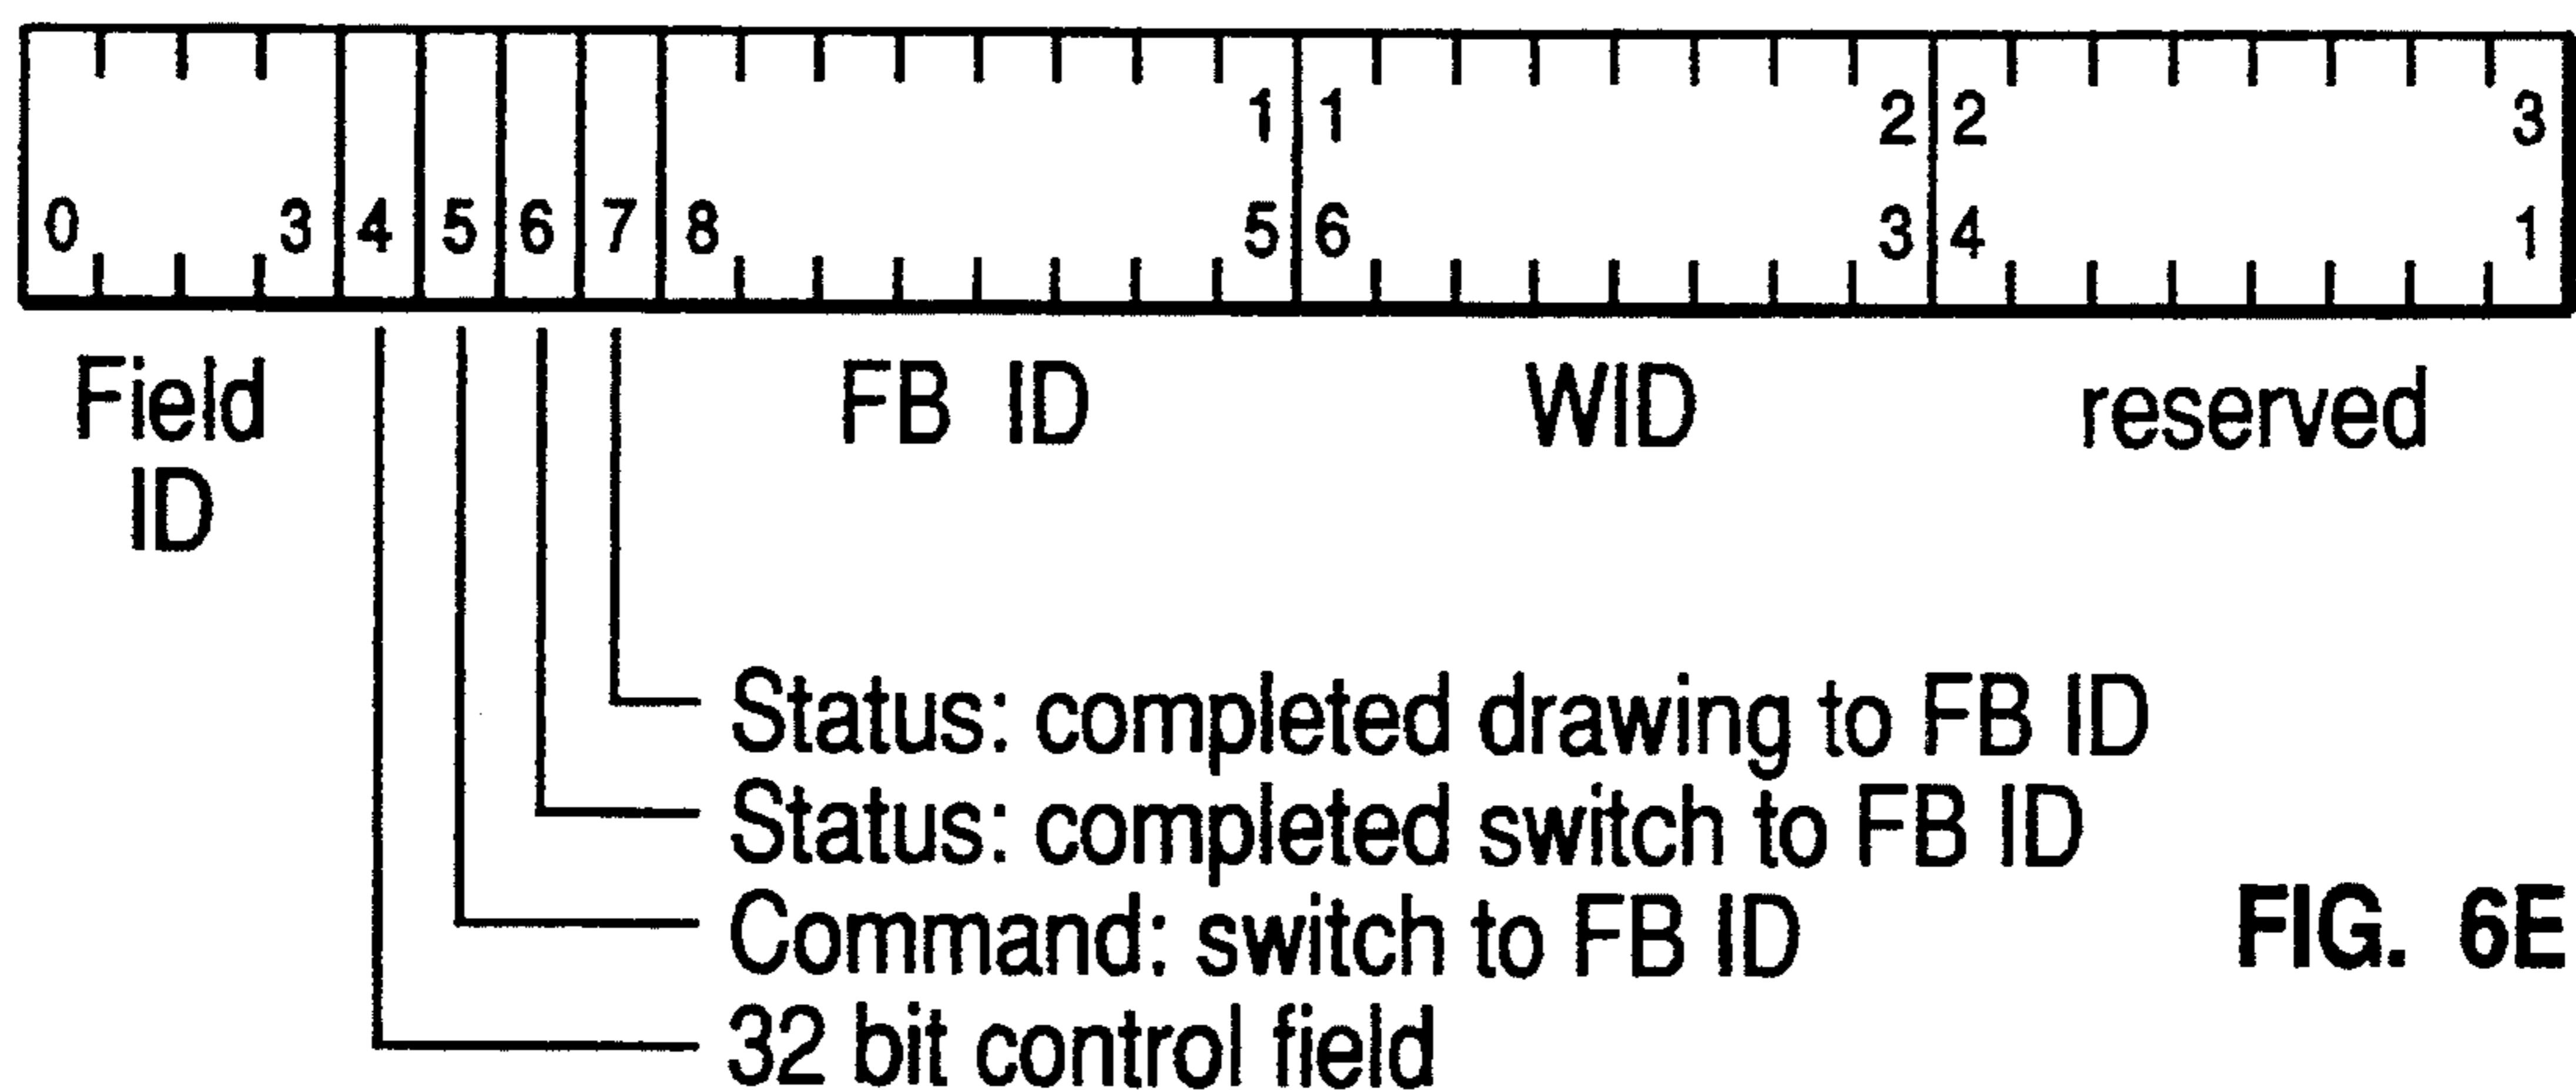 1 1 2 2 3
0 3 4 5 6 7 8 5 6 3 4 1
Field FB ID WID reserved
ID
Status: completed drawing to FB ID
Status: completed switch to FB ID
Command: switch to FB ID
FIG. 6E
32 bit control field